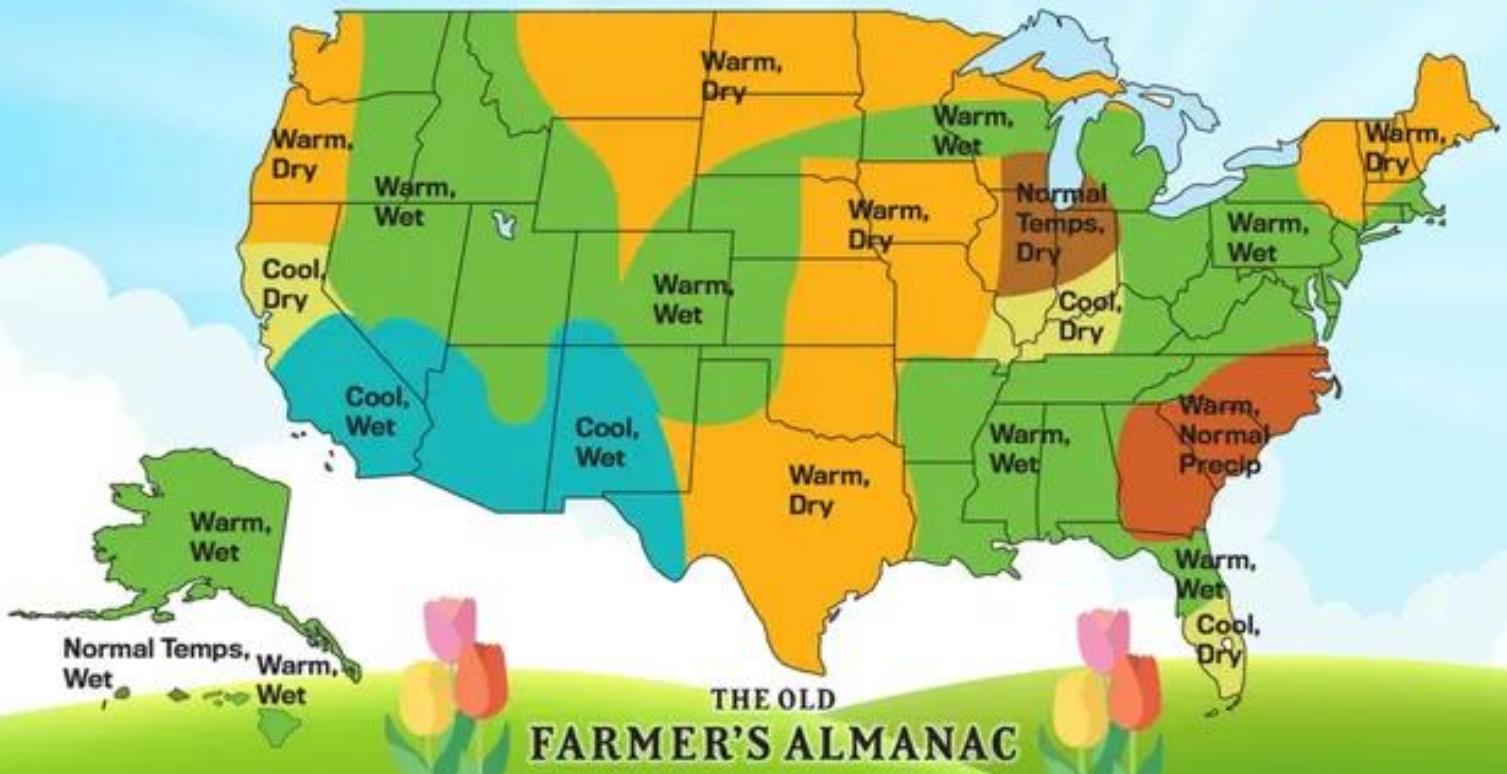 Warm,
Dry
Warm,
Dry
Warm,
Wet
Warm,
Dry
Warm,
Wet
Normal
Temps,
Dry
Warm,
Dry
Warm,
Wet
Cool,
Dry
Warm,
Wet
Cool,
Dry
Cool,
Wet
Cool,
Wet
Warm,
Dry
Warm,
Wet
Warm,
Normal
Precip
Warm,
Wet
Warm,
Wet
Cool,
Dry
Normal Temps,
Wet
Warm,
Wet
THE OLD
FARMER'S ALMANAC